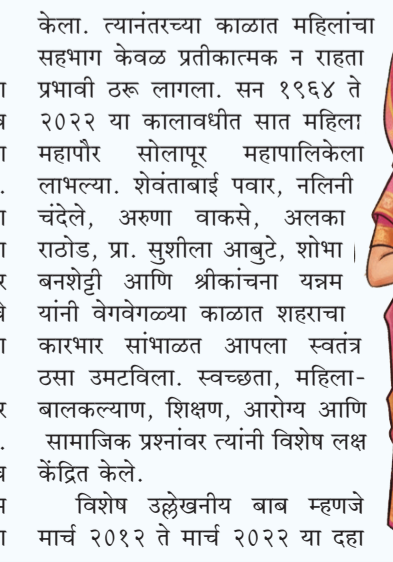 केला. त्यानंतरच्या काळात महिलांचा
सहभाग केवळ प्रतीकात्मक न राहता
प्रभावी ठरू लागला. सन १९६४ ते
२०२२ या कालावधीत सात महिला
महापौर सोलापूर महापालिकेला
लाभल्या. शेवंताबाई पवार, नलिनी
चंदेले, अरुणा वाकसे, अलका
राठोड, प्रा. सुशीला आबुटे, शोभा
बनशेट्टी आणि श्रीकांचना यन्नम
यांनी वेगवेगळ्या काळात शहराचा
कारभार सांभाळत आपला स्वतंत्र
ठसा उमटविला. स्वच्छता, महिला-
बालकल्याण, शिक्षण, आरोग्य आणि
सामाजिक प्रश्नांवर त्यांनी विशेष लक्ष
केंद्रित केले.
विशेष उल्लेखनीय बाब म्हणजे
मार्च २०१२ ते मार्च २०२२ या दहा